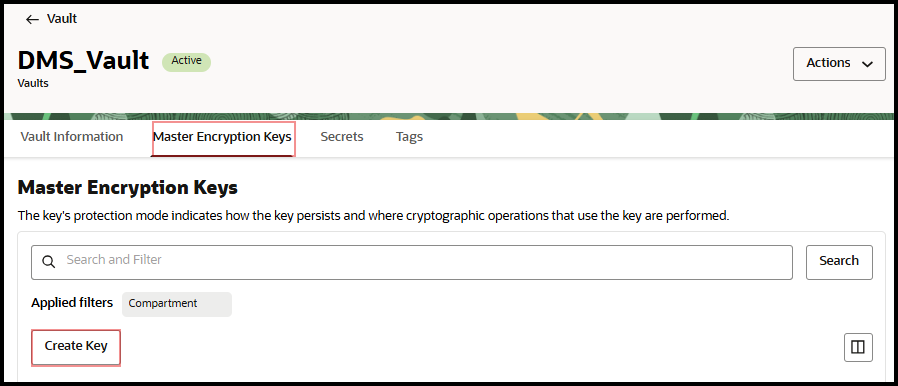 Vault
DMS_Vault Active
Actions
Vaults
Vault Information Master Encryption Keys Secrets Tags
Master Encryption Keys
The key's protection mode indicates how the key persists and where cryptographic operations that use the key are performed.
Search and Filter Search
Applied filters Compartment
Create Key